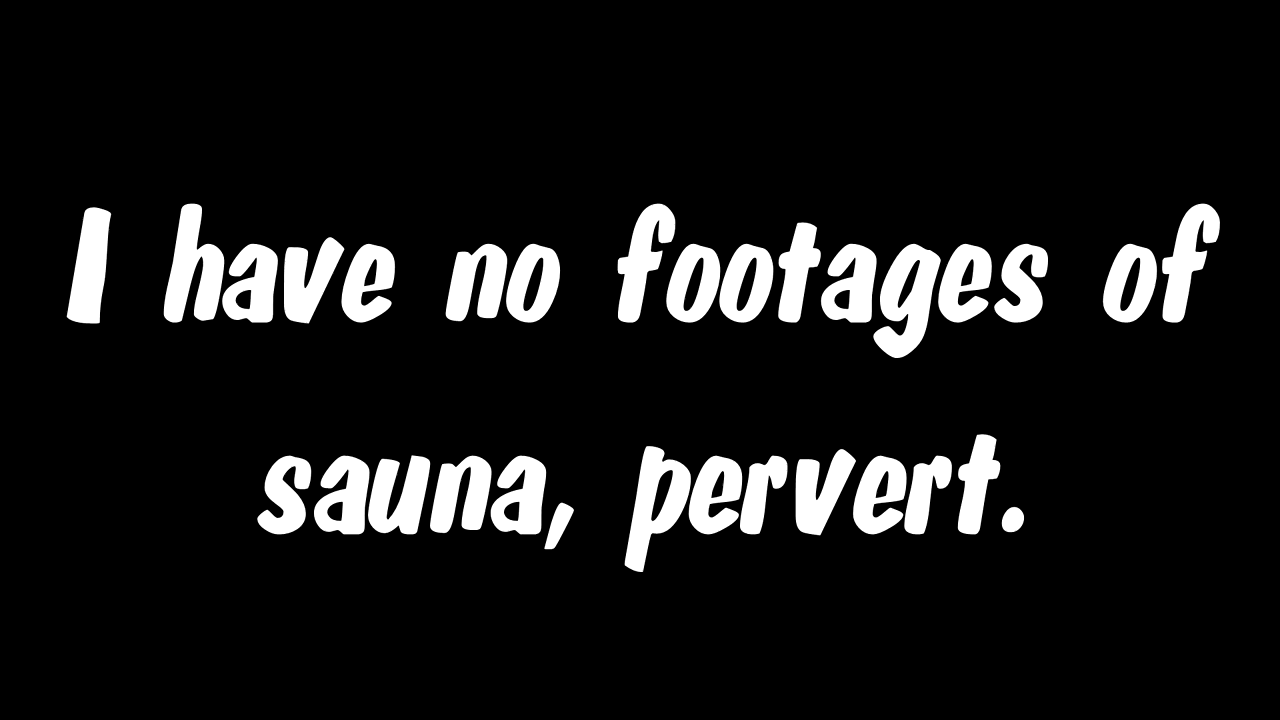 I have no footages of
sauna, pervert.